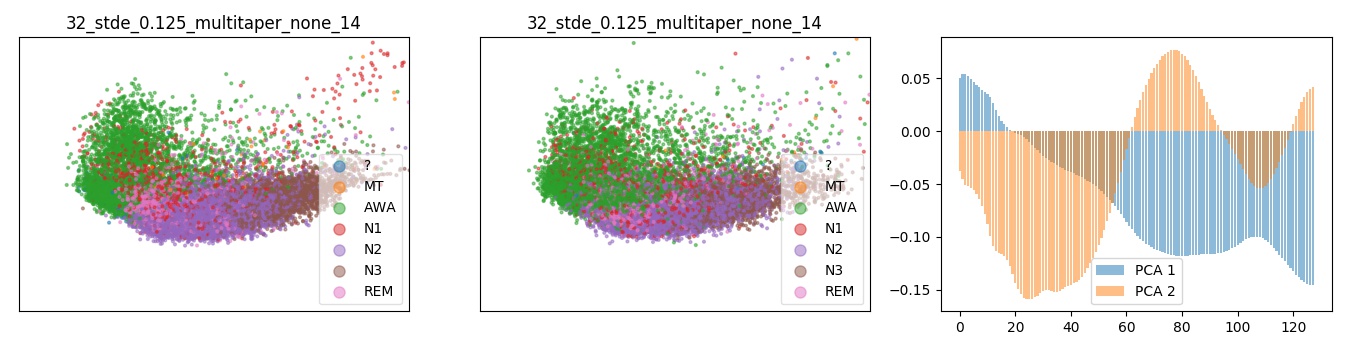 32_stde_0.125_multitaper_none_14
?
MT
AWA
N1
N2
N3
REM
32_stde_0.125_multitaper_none_14
?
MT
AWA
N1
N2
N3
REM
0.05
0.00
−0.05
−0.10
−0.15
PCA 1
PCA 2
0 20 40 60 80 100 120